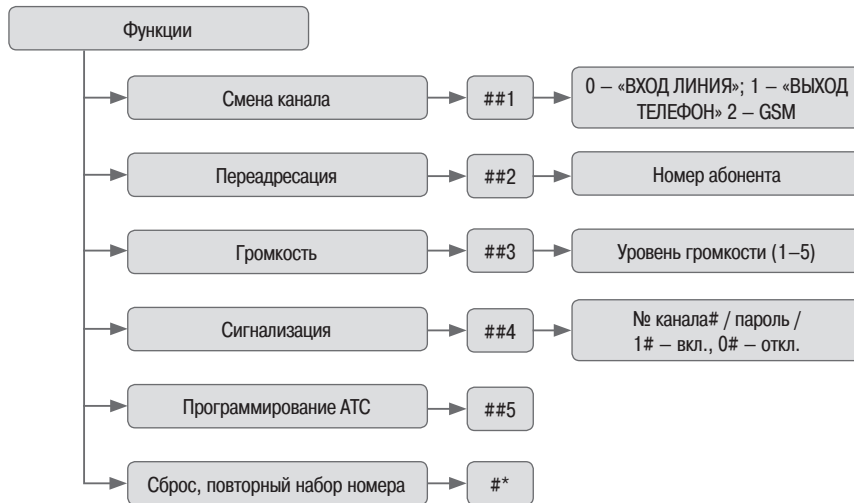 Функции
Смена канала
##1
0 – «ВХОД ЛИНИЯ»; 1 – «ВЫХОД
ТЕЛЕФОН» 2 – GSM
Переадресация
##2
Номер абонента
Громкость
##3
Уровень громкости (1–5)
Сигнализация
##4
№ канала# / пароль /
1# – вкл., 0# – откл.
Программирование АТС
##5
Сброс, повторный набор номера
#*